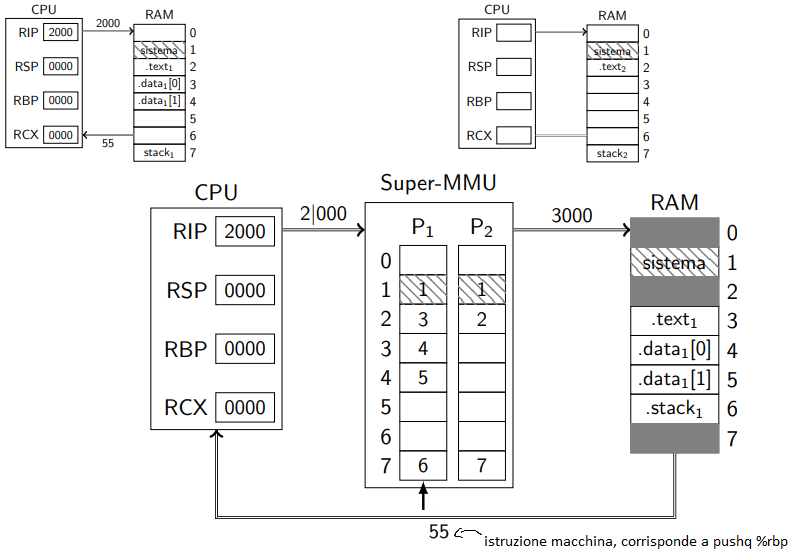 CPU
RAM
RIP 2000
2000
0
sistema 1
RSP 0000
.text₁ 2
.data₁[0] 3
RBP 0000
.data₁[1] 4
5
RCX 0000
55
6
stack₁ 7
CPU
RAM
RIP
0
sistema 1
RSP
.text₂ 2
3
RBP
4
5
RCX
6
stack₂ 7
CPU
Super-MMU
RAM
RIP 2000
2|000
P₁ P₂
3000
0
0
1 1 1
sistema 1
RSP 0000
2 3 2
2
3 4
.text₁ 3
RBP 0000
4 5
.data₁[0] 4
5
.data₁[1] 5
RCX 0000
6
.stack₁ 6
7 6 7
7
55
istruzione macchina, corrisponde a pushq %rbp